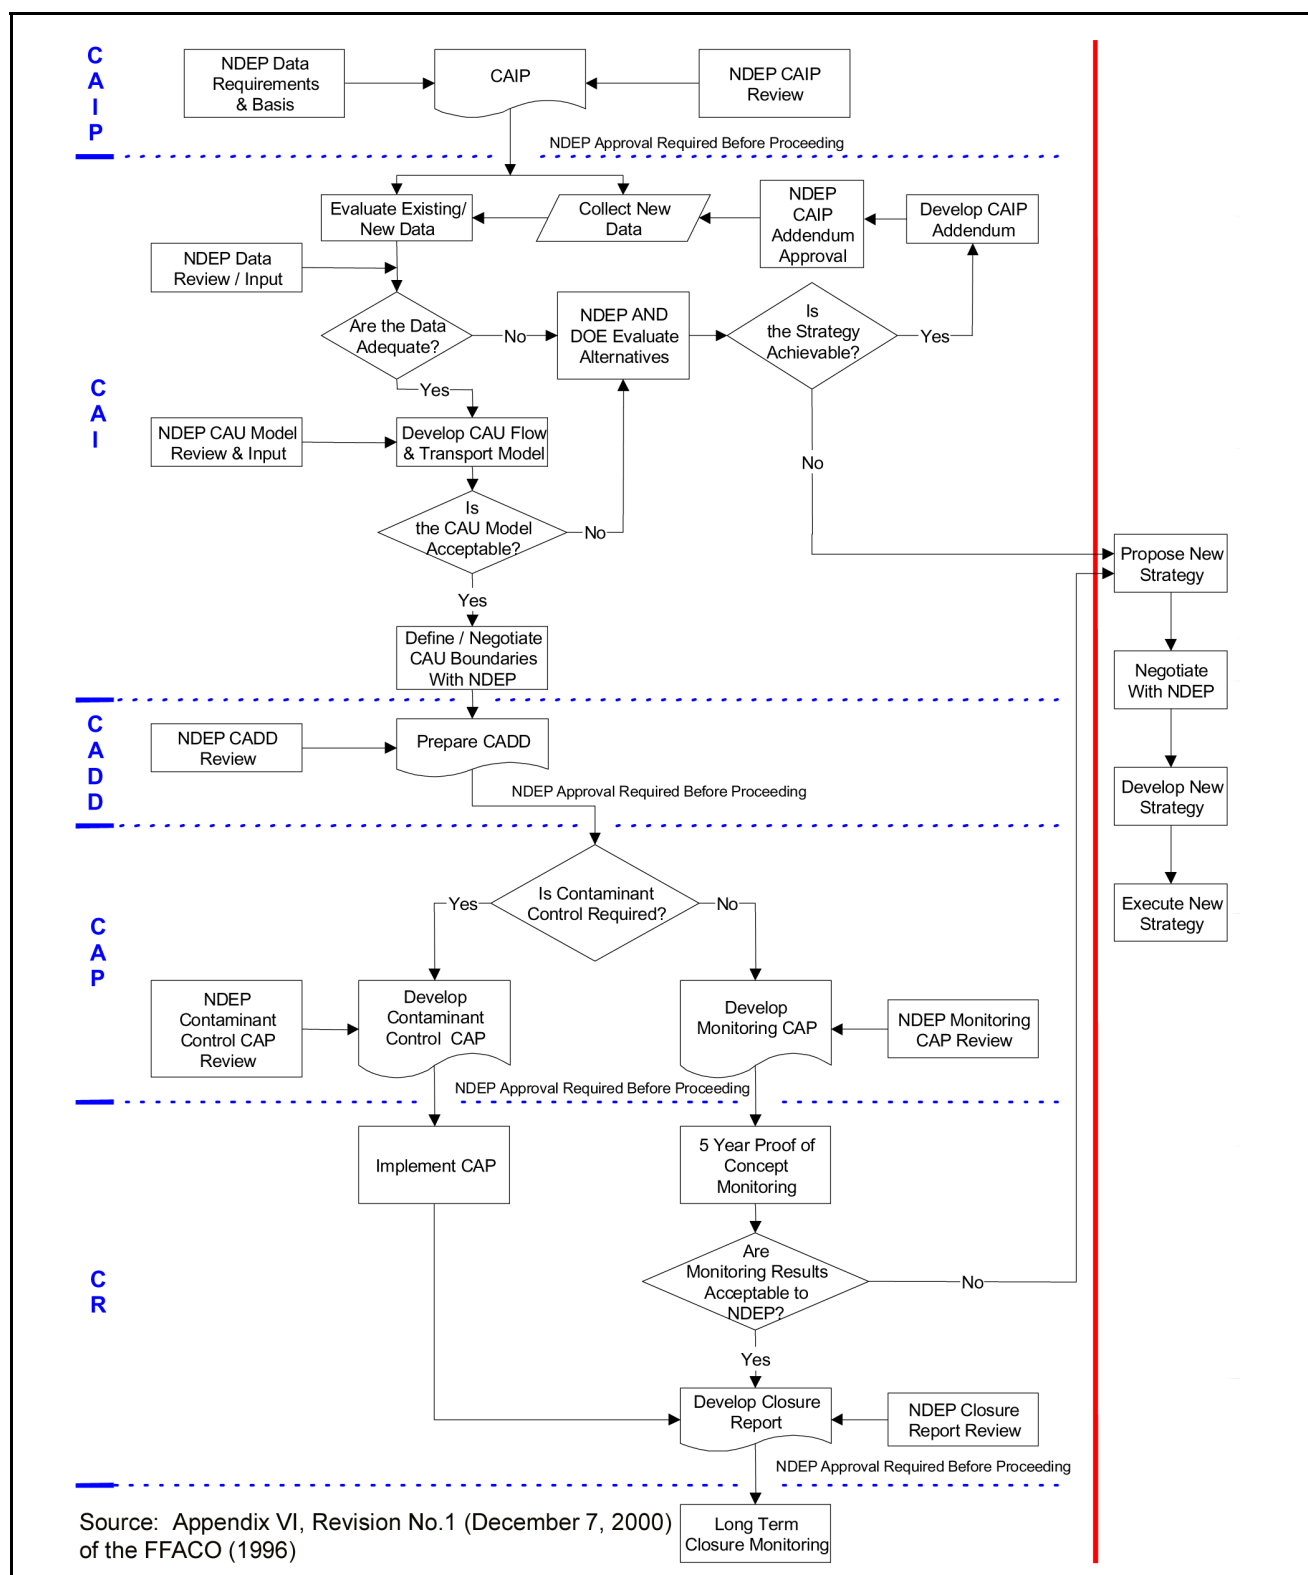 C
A
I
P
NDEP Data
Requirements
& Basis
CAIP
NDEP CAIP
Review
NDEP Approval Required Before Proceeding
Evaluate Existing/
New Data
Collect New
Data
NDEP
CAIP
Addendum
Approval
Develop CAIP
Addendum
NDEP Data
Review / Input
Are the Data
Adequate?
No
NDEP AND
DOE Evaluate
Alternatives
Is
the Strategy
Achievable?
Yes
Yes
C
A
I
NDEP CAU Model
Review & Input
Develop CAU Flow
& Transport Model
No
Is
the CAU Model
Acceptable?
No
Yes
Define / Negotiate
CAU Boundaries
With NDEP
Propose New
Strategy
Negotiate
With NDEP
Develop New
Strategy
Execute New
Strategy
C
A
D
D
NDEP CADD
Review
Prepare CADD
NDEP Approval Required Before Proceeding
Is Contaminant
Control Required?
Yes
No
C
A
P
NDEP
Contaminant
Control CAP
Review
Develop
Contaminant
Control CAP
Develop
Monitoring CAP
NDEP Monitoring
CAP Review
NDEP Approval Required Before Proceeding
Implement CAP
5 Year Proof of
Concept
Monitoring
C
R
Are
Monitoring Results
Acceptable to
NDEP?
No
Yes
Develop Closure
Report
NDEP Closure
Report Review
NDEP Approval Required Before Proceeding
Long Term
Closure Monitoring
Source: Appendix VI, Revision No.1 (December 7, 2000)
of the FFACO (1996)